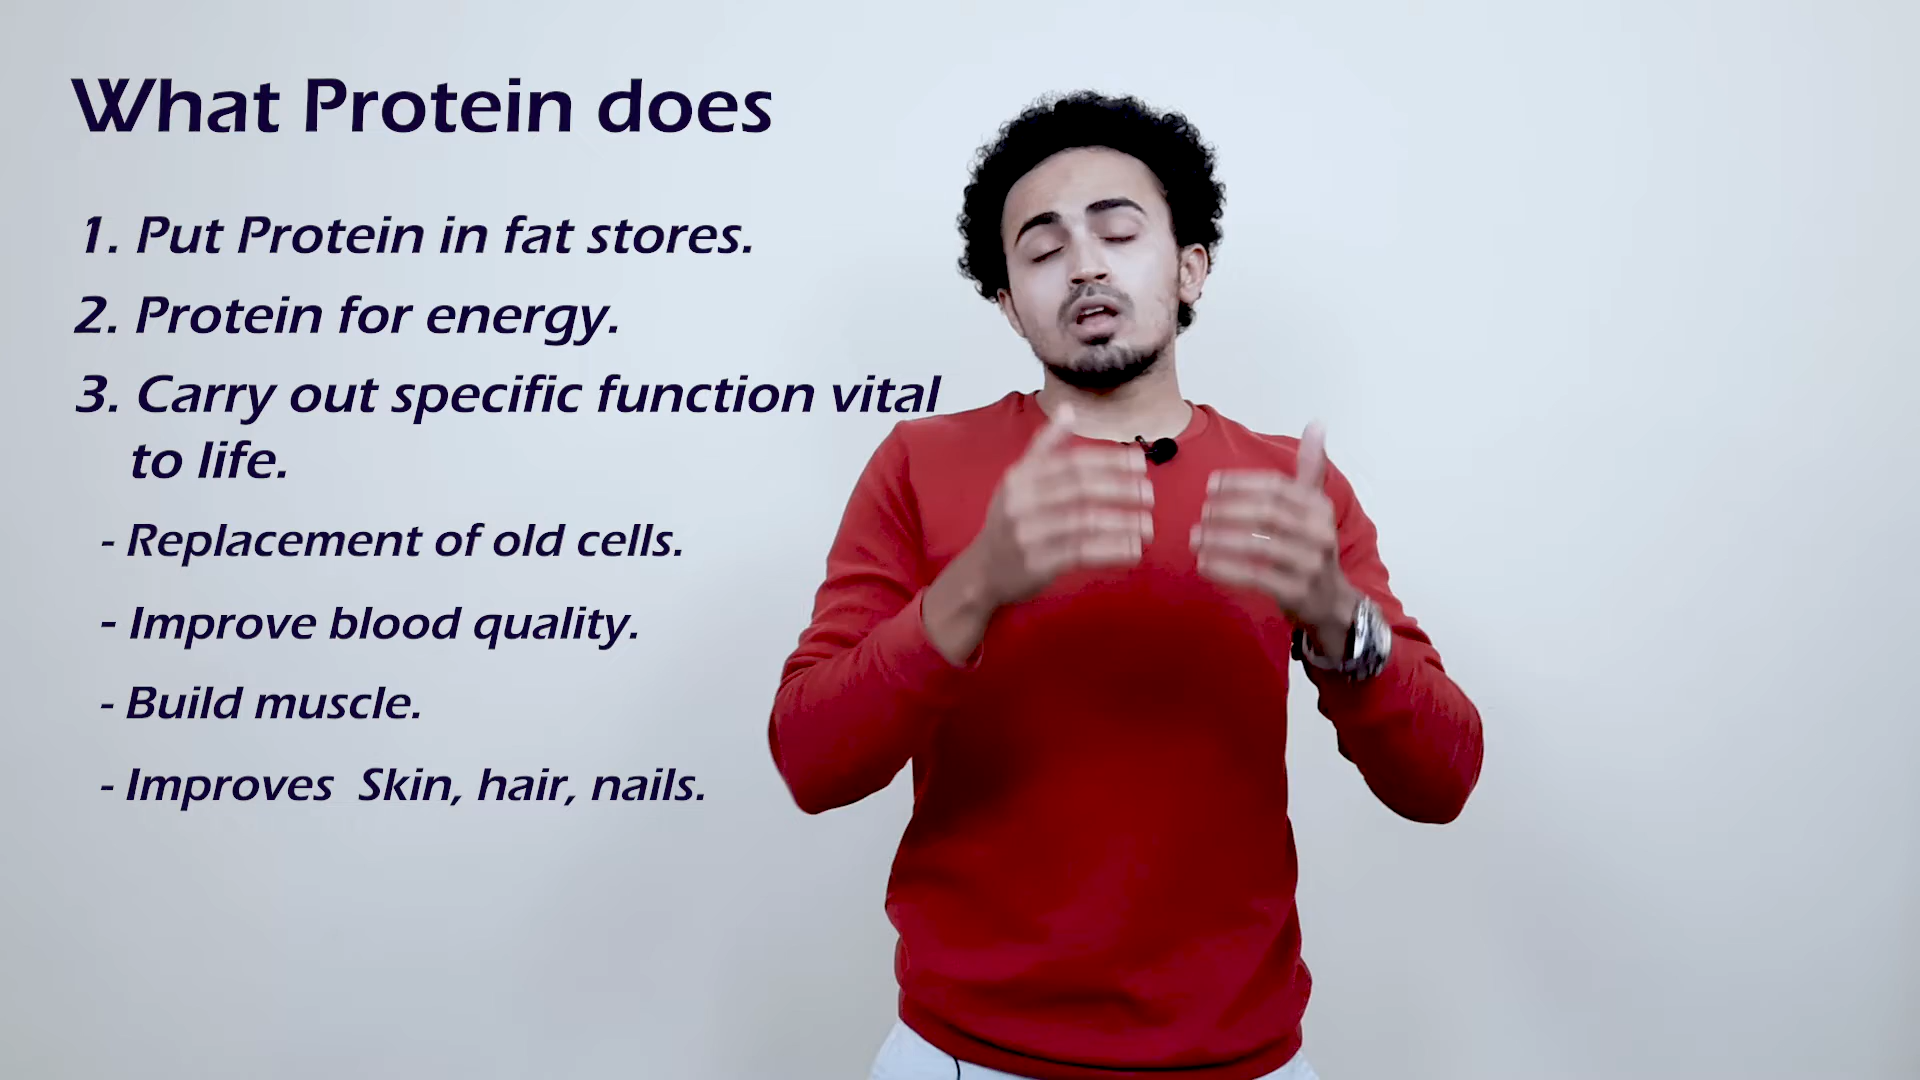 What Protein does
1. Put Protein in fat stores.
2. Protein for energy.
3. Carry out specific function vital
to life.
- Replacement of old cells.
- Improve blood quality.
- Build muscle.
- Improves Skin, hair, nails.